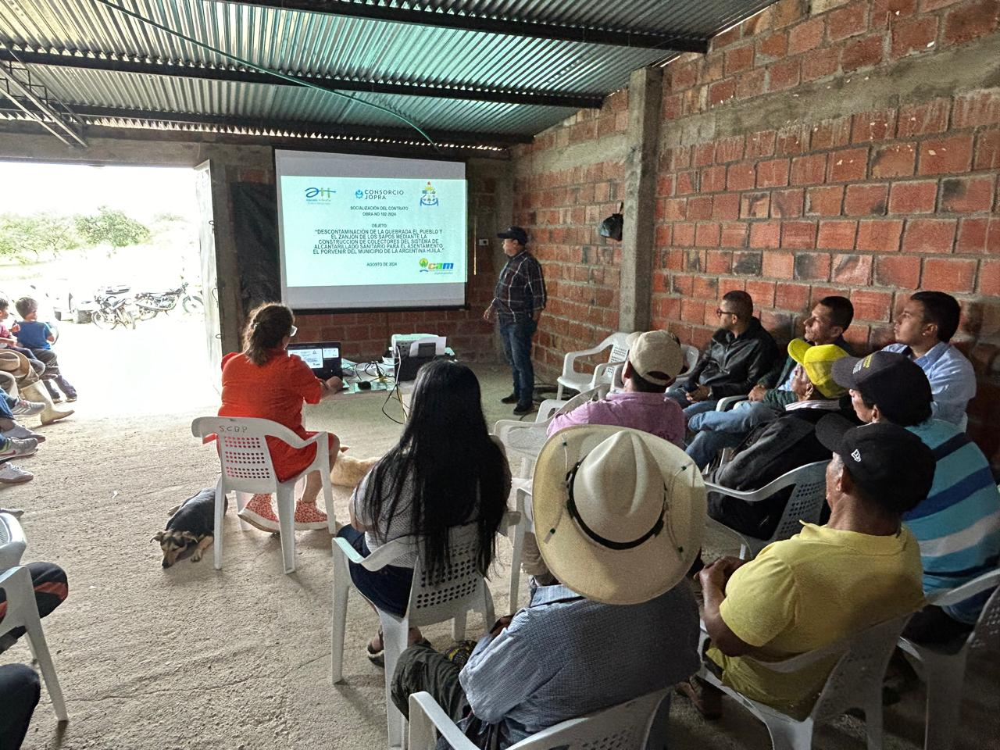 CONSORCIO
JOPRA
SOCIALIZACIÓN DEL CONTRATO
OBRA NO 192-2024
OBJETO:
"DESCONTAMINACIÓN DE LA QUEBRADA EL PUEBLO Y
EL ZANJÓN DE LOS SAPOS MEDIANTE LA
CONSTRUCCIÓN DE COLECTORES DEL SISTEMA DE
ALCANTARILLADO SANITARIO PARA EL ASENTAMIENTO
EL PORVENIR DEL MUNICIPIO DE LA ARGENTINA HUILA."
AGOSTO DE 2024
cam
S.C.B.P